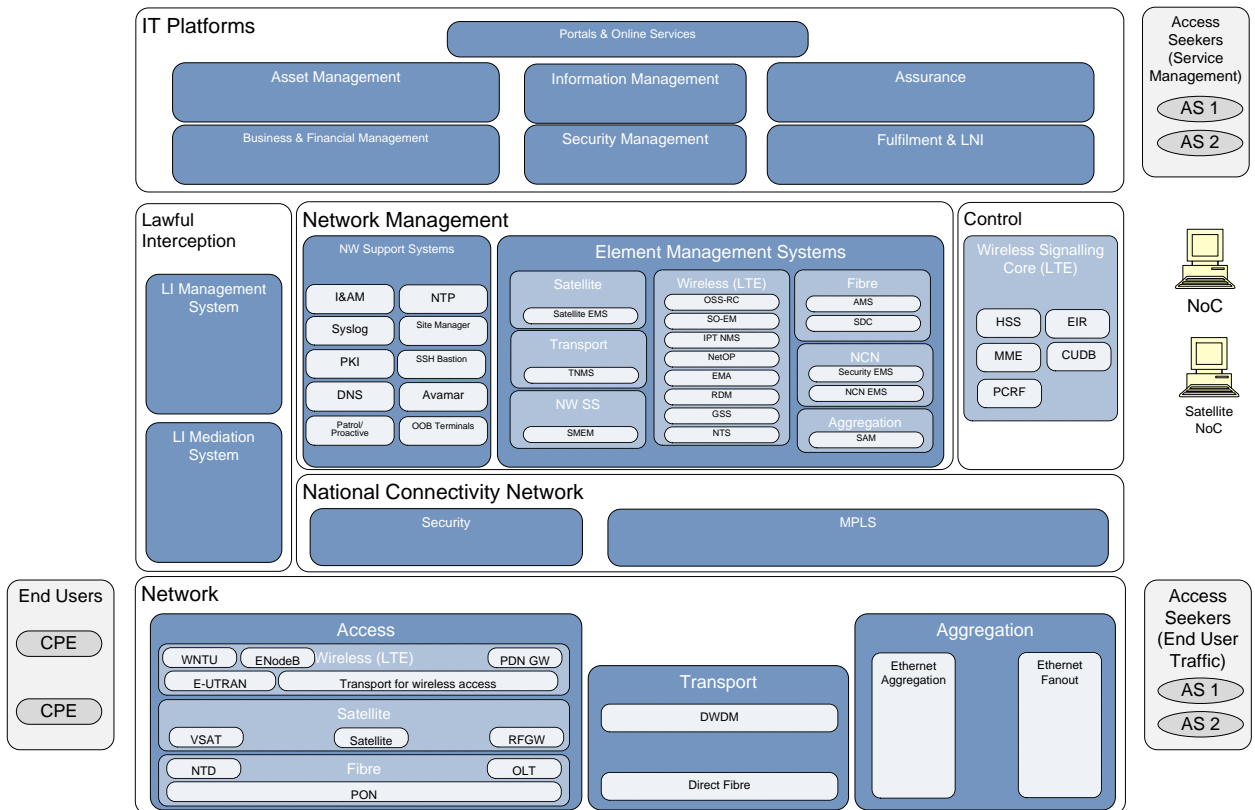 IT Platforms
Portals & Online Services
Asset Management
Information Management
Assurance
Business & Financial Management
Security Management
Fulfilment & LNI
Access
Seekers
(Service
Management)
AS 1
AS 2
Lawful
Interception
LI Management
System
LI Mediation
System
Network Management
NW Support Systems
I&AM
NTP
Syslog
Site Manager
PKI
SSH Bastion
DNS
Avamar
Patrol/
Proactive
OOB Terminals
Element Management Systems
Satellite
Satellite EMS
Transport
TNMS
NW SS
SMEM
Wireless (LTE)
OSS-RC
SO-EM
IPT NMS
NetOP
EMA
RDM
GSS
NTS
Fibre
AMS
SDC
NCN
Security EMS
NCN EMS
Aggregation
SAM
Control
Wireless Signalling
Core (LTE)
HSS
EIR
MME
CUDB
PCRF
NoC
Satellite
NoC
National Connectivity Network
Security
MPLS
End Users
CPE
CPE
Network
Access
Wireless (LTE)
WNTU
ENodeB
PDN GW
E-UTRAN
Transport for wireless access
Satellite
VSAT
Satellite
RFGW
Fibre
NTD
OLT
PON
Transport
DWDM
Direct Fibre
Aggregation
Ethernet
Aggregation
Ethernet
Fanout
Access
Seekers
(End User
Traffic)
AS 1
AS 2